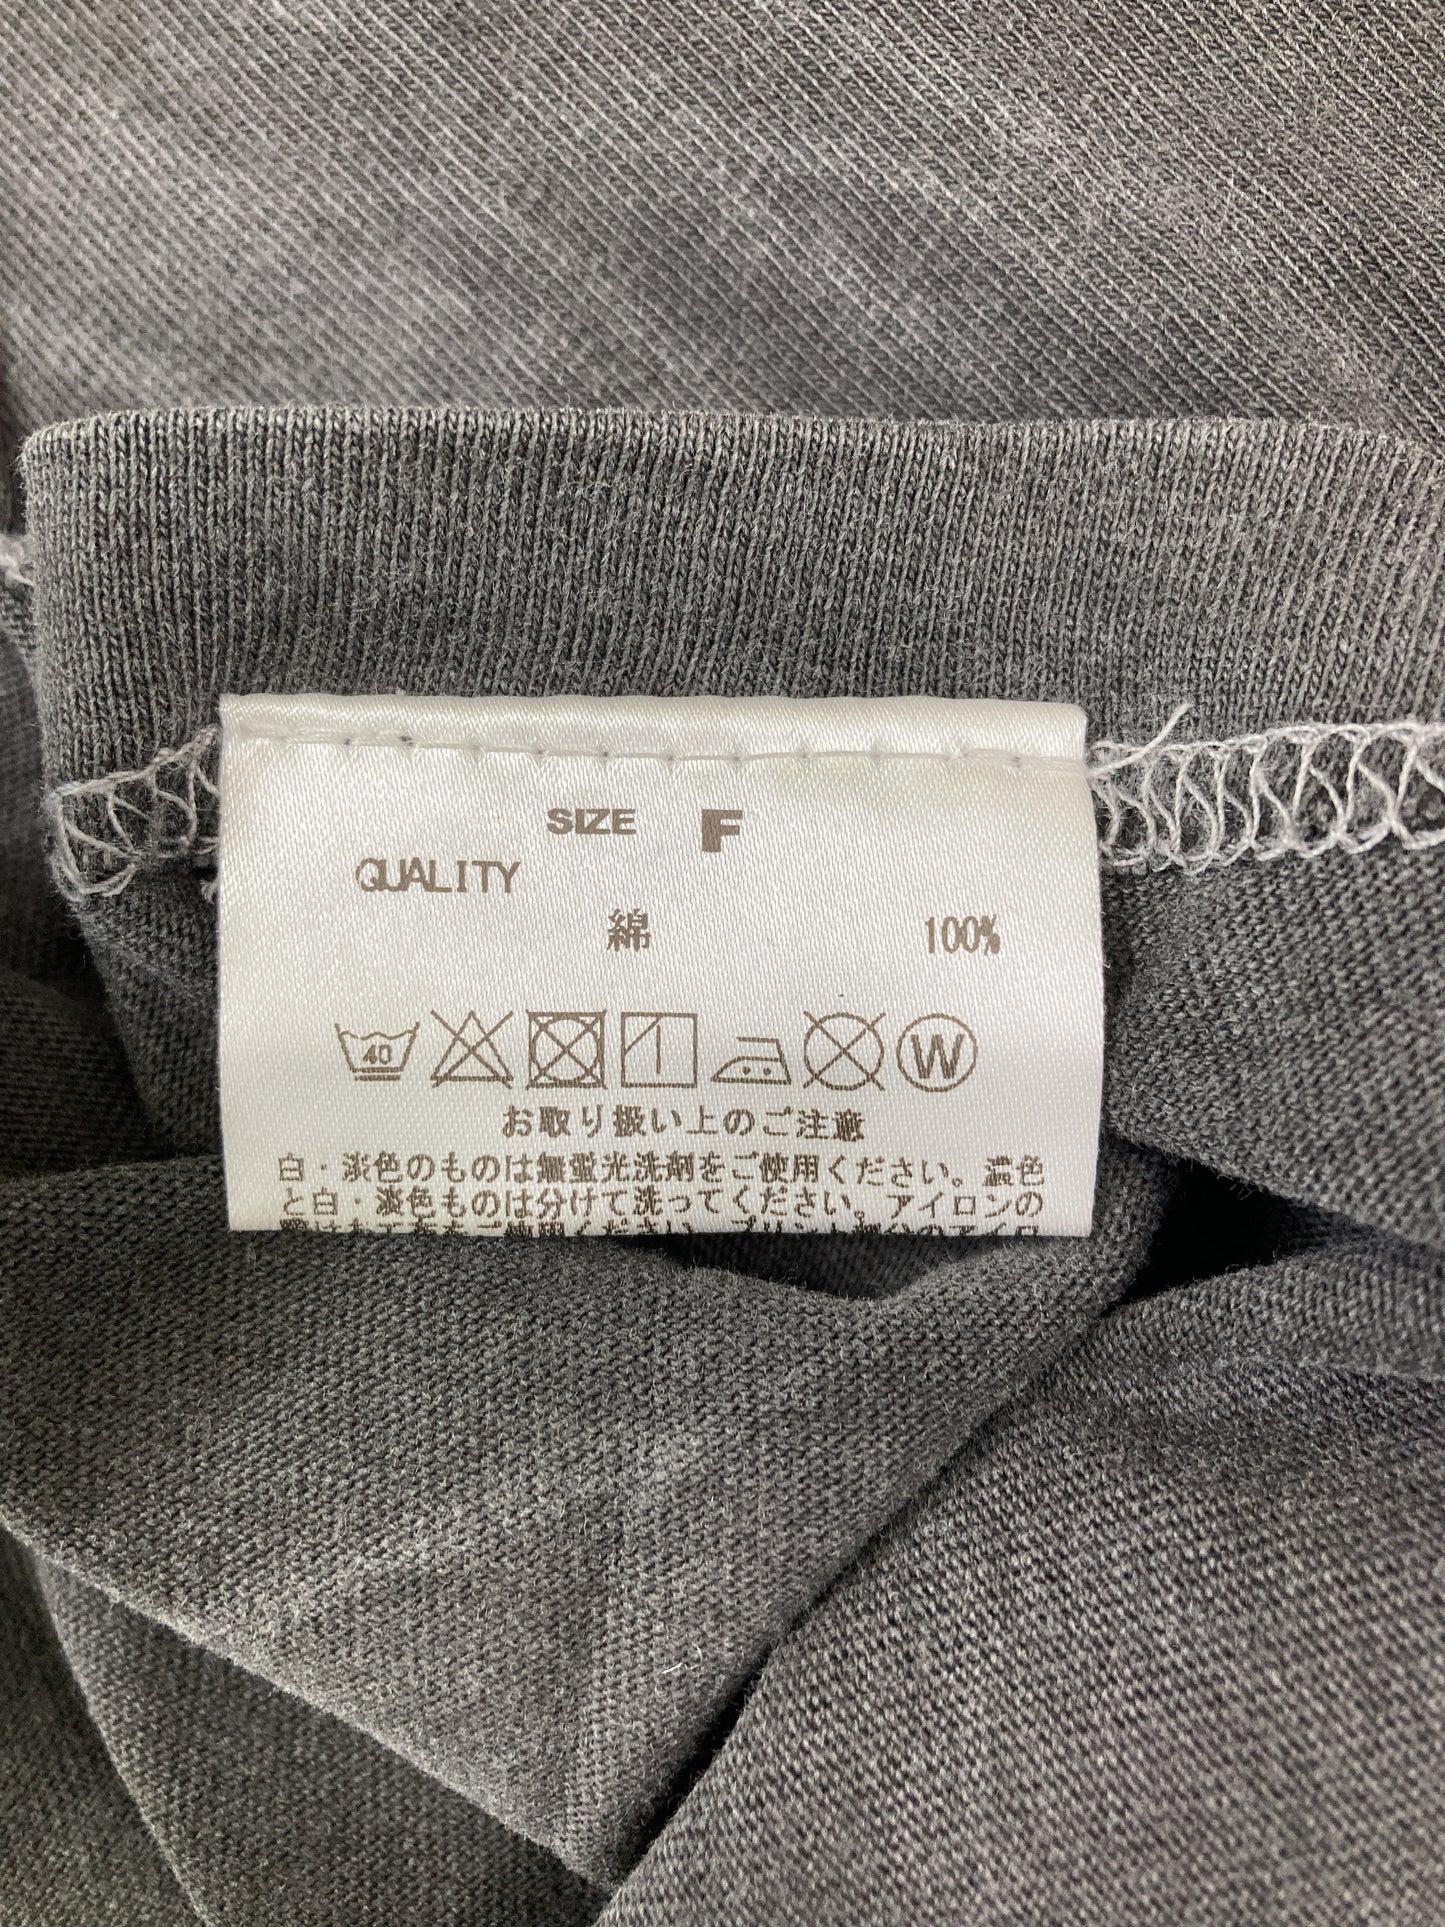 SIZE F
QUALITY
綿 100%
40 W
お取り扱い上のご注意
白・淡色のものは無蛍光洗剤をご使用ください。濃色
と白・淡色ものは分けて洗ってください。アイロンの